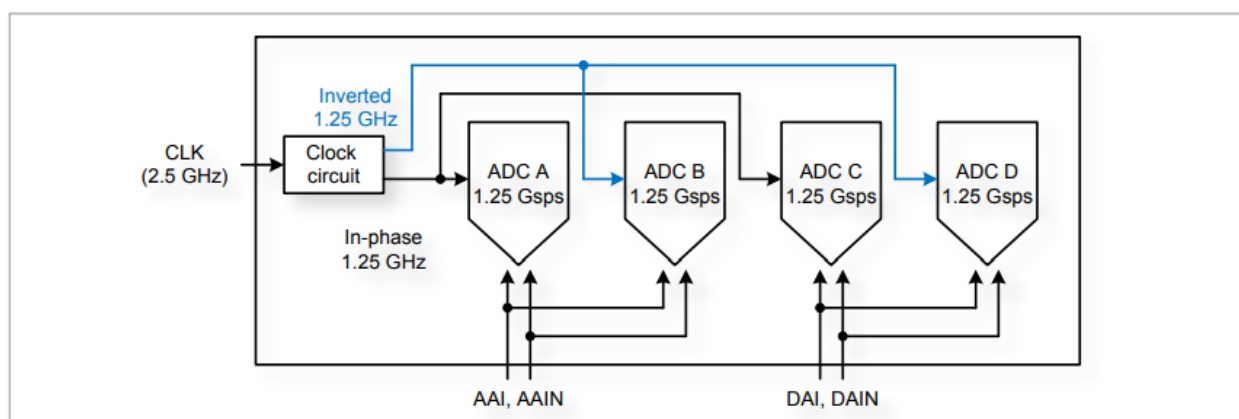 Inverted
1.25 GHz
CLK
(2.5 GHz)
Clock
circuit
ADC A
1.25 Gsps
ADC B
1.25 Gsps
ADC C
1.25 Gsps
ADC D
1.25 Gsps
In-phase
1.25 GHz
AAI, AAIN
DAI, DAIN